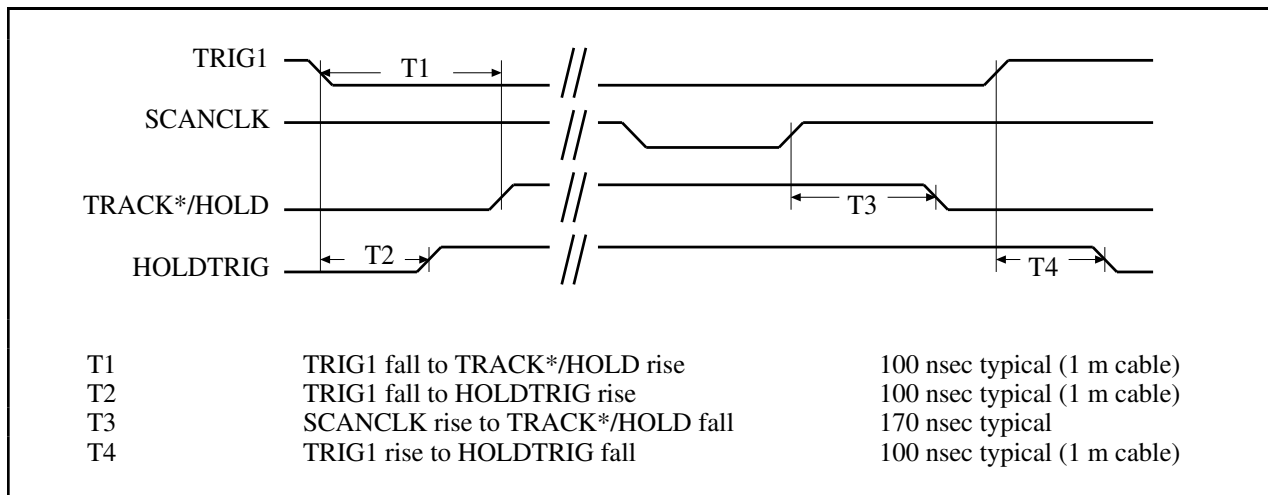 TRIG1
T1
SCANCLK
TRACK*/HOLD
T3
HOLDTRIG
T2
T4
T1 TRIG1 fall to TRACK*/HOLD rise 100 nsec typical (1 m cable)
T2 TRIG1 fall to HOLDTRIG rise 100 nsec typical (1 m cable)
T3 SCANCLK rise to TRACK*/HOLD fall 170 nsec typical
T4 TRIG1 rise to HOLDTRIG fall 100 nsec typical (1 m cable)